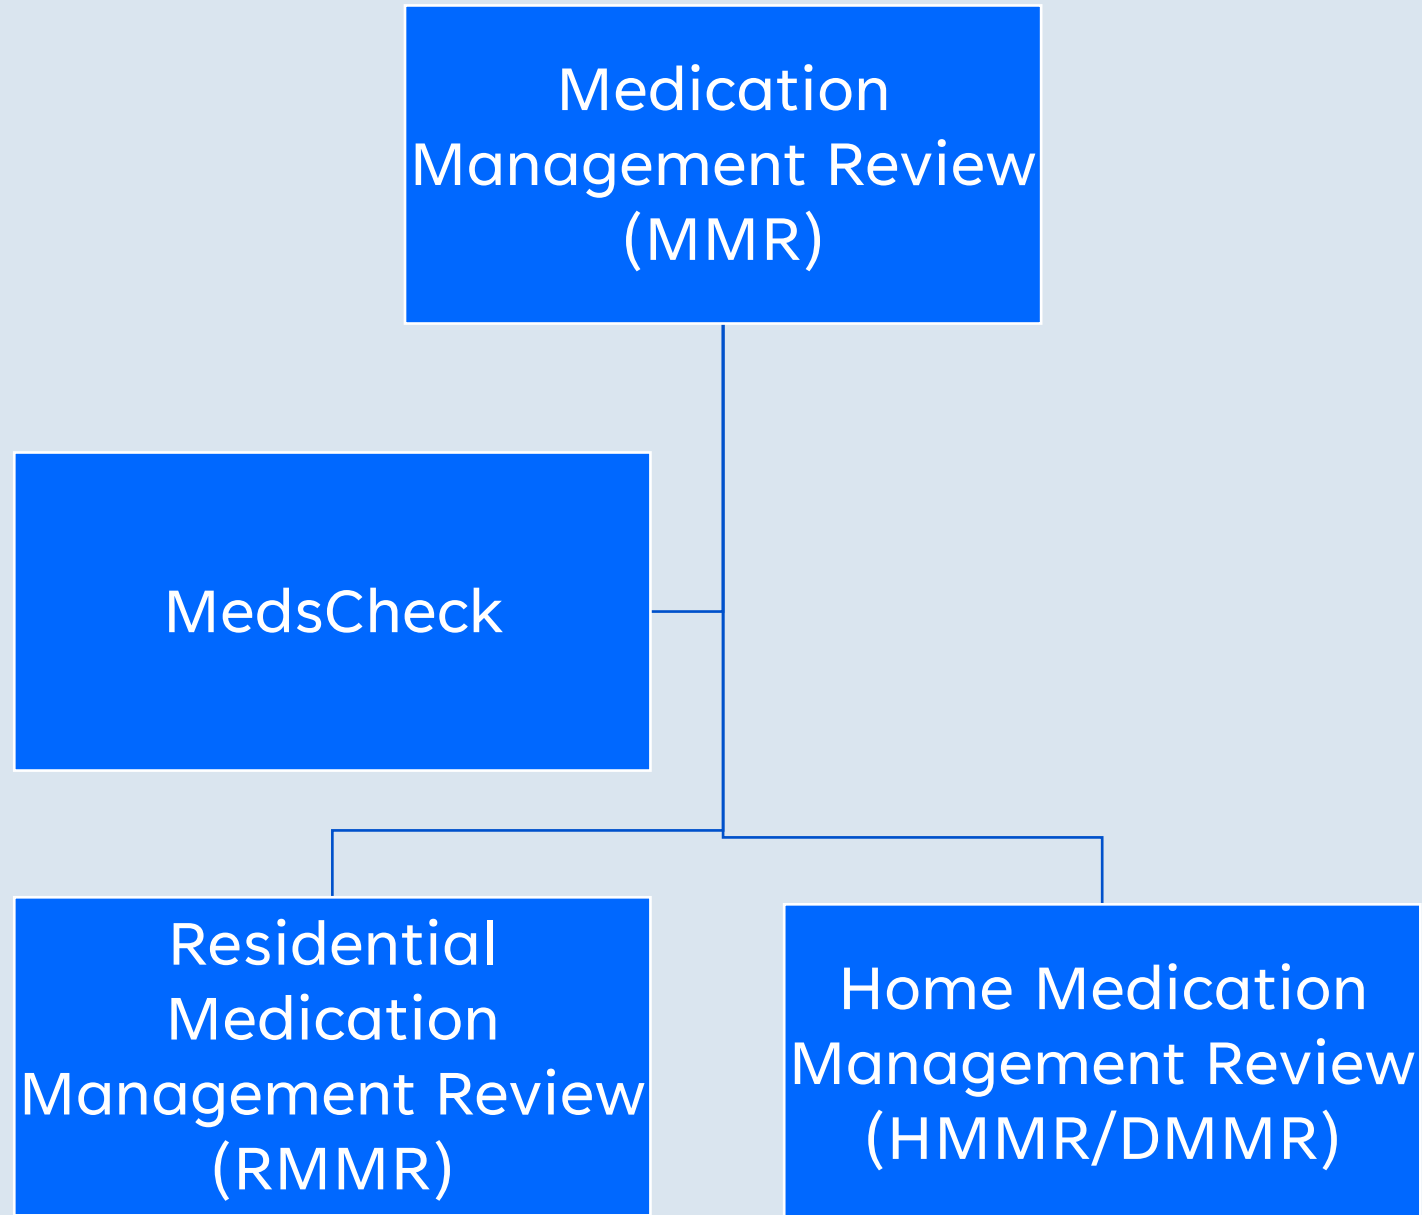 Medication
Management Review
(MMR)
MedsCheck
Residential
Medication
Management Review
(RMMR)
Home Medication
Management Review
(HMMR/DMMR)